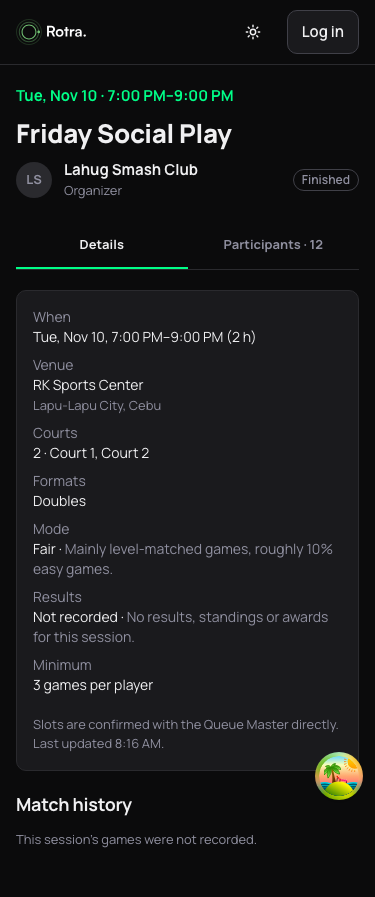 Rotra.
Log in
Tue, Nov 10 · 7:00 PM–9:00 PM
Friday Social Play
LS
Lahug Smash Club
Organizer
Finished
Details
Participants · 12
When
Tue, Nov 10, 7:00 PM–9:00 PM (2 h)
Venue
RK Sports Center
Lapu-Lapu City, Cebu
Courts
2 · Court 1, Court 2
Formats
Doubles
Mode
Fair · Mainly level-matched games, roughly 10%
easy games.
Results
Not recorded · No results, standings or awards
for this session.
Minimum
3 games per player
Slots are confirmed with the Queue Master directly.
Last updated 8:16 AM.
Match history
This session's games were not recorded.